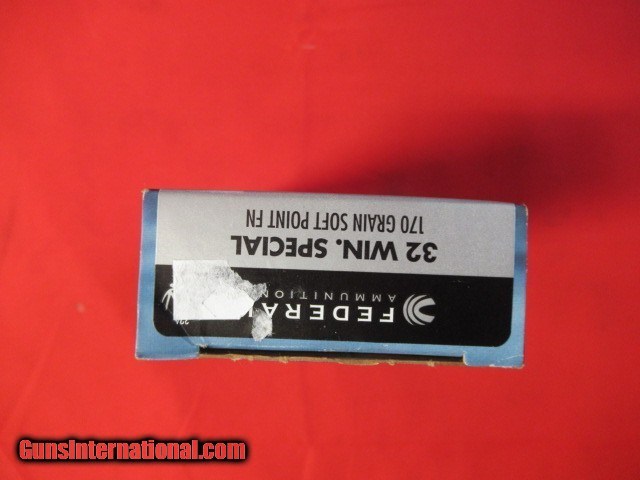 FEDERAL
AMMUNITION
32 WIN. SPECIAL
170 GRAIN SOFT POINT FN
GunsInternational.com